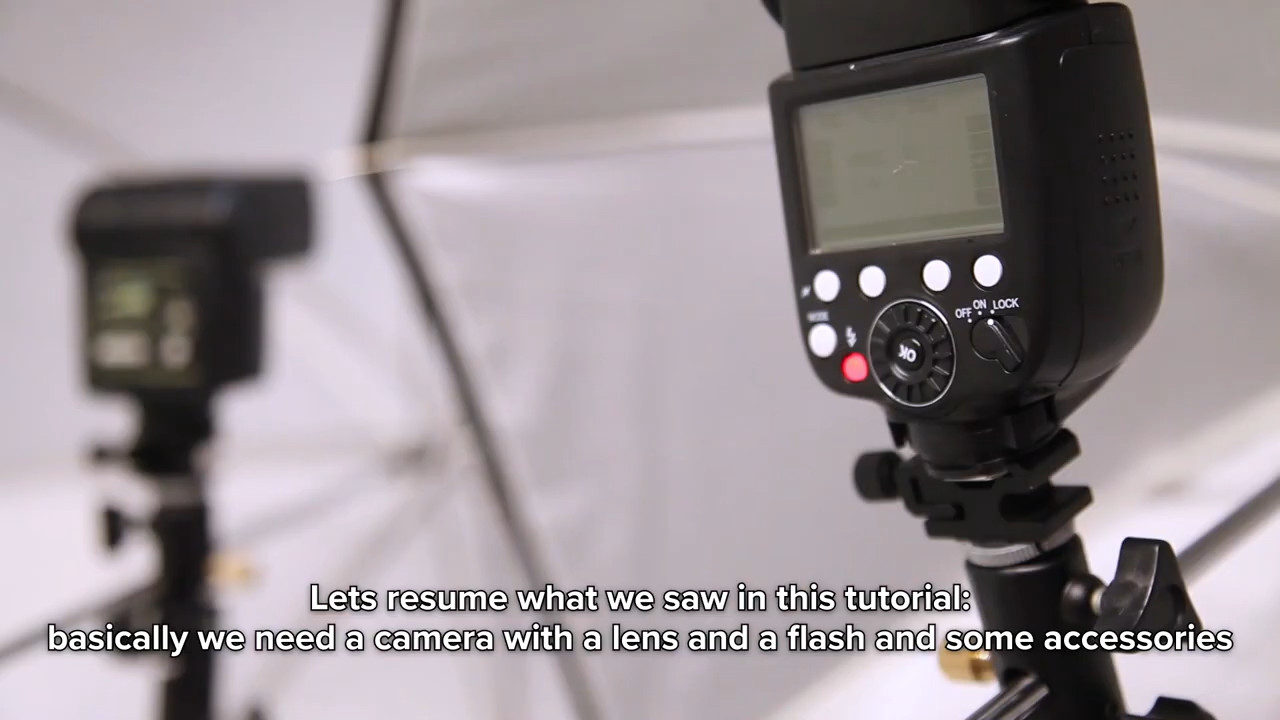 OFF ON LOCK
MODE
OK
Lets resume what we saw in this tutorial:
basically we need a camera with a lens and a flash and some accessories